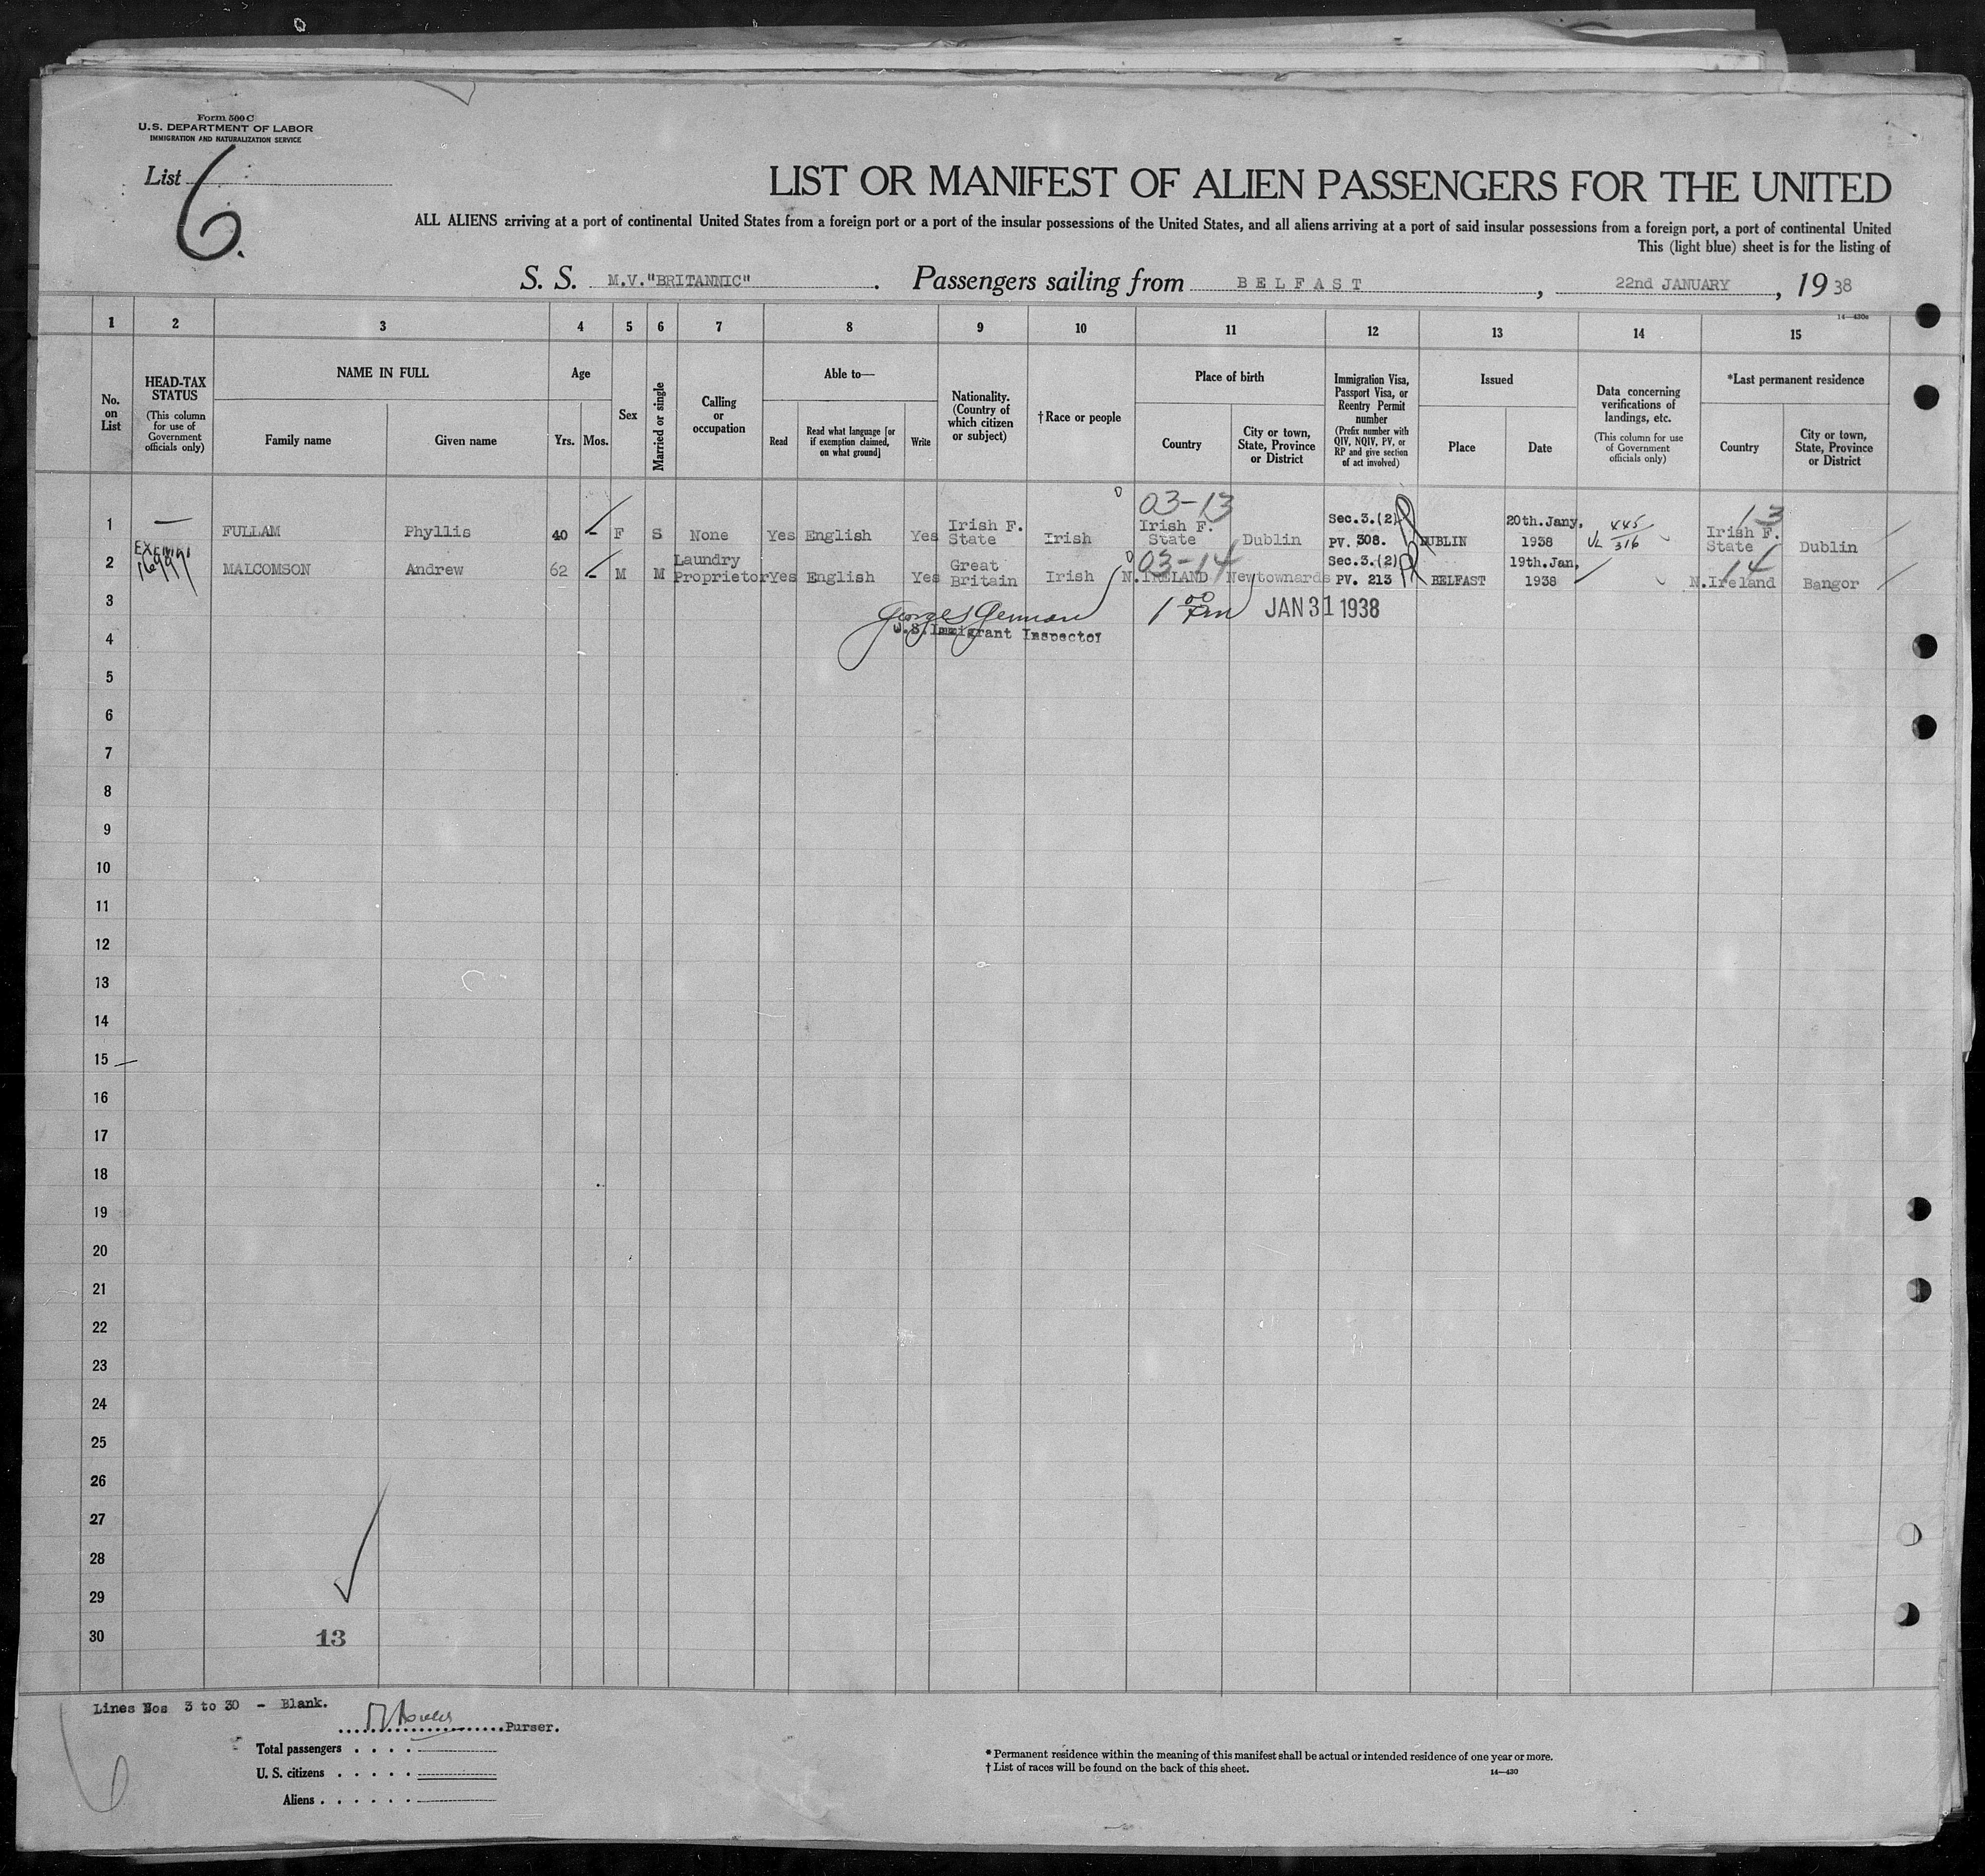 Form 500 C
U.S. DEPARTMENT OF LABOR
IMMIGRATION AND NATURALIZATION SERVICE
List 6.
LIST OR MANIFEST OF ALIEN PASSENGERS FOR THE UNITED
ALL ALIENS arriving at a port of continental United States from a foreign port or a port of the insular possessions of the United States, and all aliens arriving at a port of said insular possessions from a foreign port, a port of continental United
This (light blue) sheet is for the listing of
S. S. M.V. "BRITANNIC". Passengers sailing from BELFAST, 22nd JANUARY, 1938
14—430a
1 2 3 4 5 6 7 8 9 10 11 12 13 14 15
No. on List
HEAD-TAX STATUS
(This column for use of Government officials only)
NAME IN FULL
Family name
Given name
Age
Yrs. Mos.
Sex
Married or single
Calling or occupation
Able to—
Read
Read what language [or if exemption claimed, on what ground]
Write
Nationality. (Country of which citizen or subject)
†Race or people
Place of birth
Country
City or town, State, Province or District
Immigration Visa, Passport Visa, or Reentry Permit number
(Prefix number with QIV, NQIV, PV, or RP and give section of act involved)
Issued
Place
Date
Data concerning verifications of landings, etc.
(This column for use of Government officials only)
*Last permanent residence
Country
City or town, State, Province or District
03-13 13
1 — FULLAM Phyllis 40 - F S None Yes English Yes Irish F. State Irish Irish F. State Dublin Sec.3.(2) PV. 308. DUBLIN 20th.Jany. 1938 445 316 Irish F. State Dublin
03-14 14
2 EXEMPT MALCOMSON Andrew 62 - M M Laundry Proprietor Yes English Yes Great Britain Irish N.IRELAND Newtownards Sec.3.(2) PV. 213 BELFAST 19th.Jan. 1938 N.Ireland Bangor
3 JAN 31 1938
U.S. Immigrant Inspector
4
5
6
7
8
9
10
11
12
13
14
15
16
17
18
19
20
21
22
23
24
25
26
27
28
29
30
13
Lines Nos 3 to 30 - Blank.
Purser.
Total passengers . . . .
U. S. citizens . . . . .
Aliens . . . . . .
* Permanent residence within the meaning of this manifest shall be actual or intended residence of one year or more.
† List of races will be found on the back of this sheet.
14—430